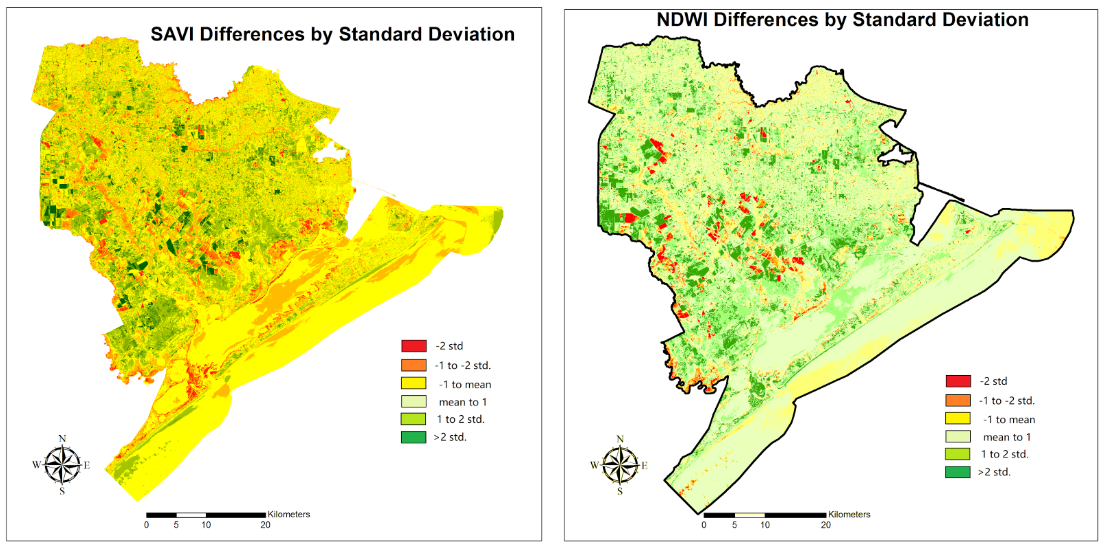 SAVI Differences by Standard Deviation
-2 std
-1 to -2 std.
-1 to mean
mean to 1
1 to 2 std.
>2 std.
N
W E
S
Kilometers
0 5 10 20
NDWI Differences by Standard Deviation
-2 std
-1 to -2 std.
-1 to mean
mean to 1
1 to 2 std.
>2 std.
N
W E
S
Kilometers
0 5 10 20